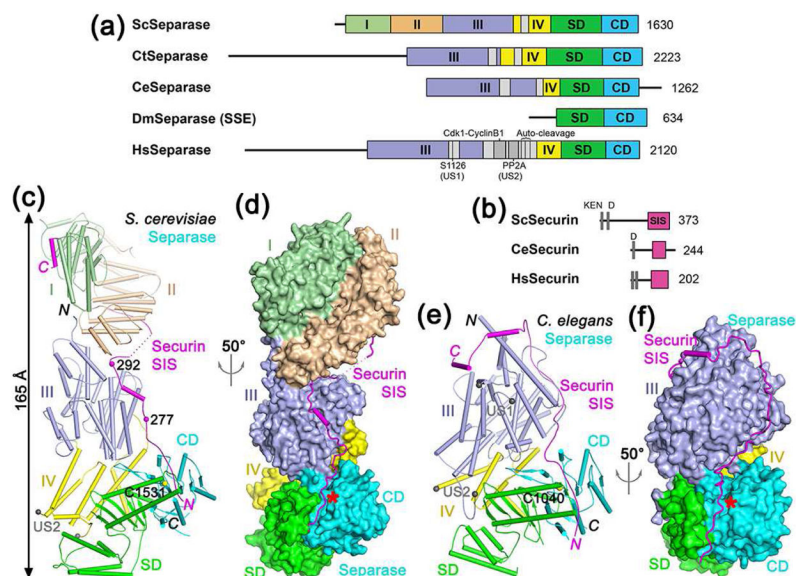 (a)
ScSeparase I II III IV SD CD 1630
CtSeparase III IV SD CD 2223
CeSeparase III IV SD CD 1262
DmSeparase (SSE) SD CD 634
Cdk1-CyclinB1 Auto-cleavage
HsSeparase III IV SD CD 2120
S1126 PP2A
(US1) (US2)
(b)
KEN D
ScSecurin SIS 373
D
CeSecurin 244
HsSecurin 202
(c)
S. cerevisiae
Separase
C
I
II
N
Securin
SIS
292
III
277
165 Å
CD
IV
C1531
N
US2
C
SD
(d)
I
II
50°
Securin
SIS
III
IV
CD
*
SD
Separase
(e)
N
C. elegans
Separase
C
Securin
SIS
III
US1
CD
US2
C1040
IV
C
N
SD
50°
(f)
Separase
Securin
SIS
III
IV
*
CD
SD